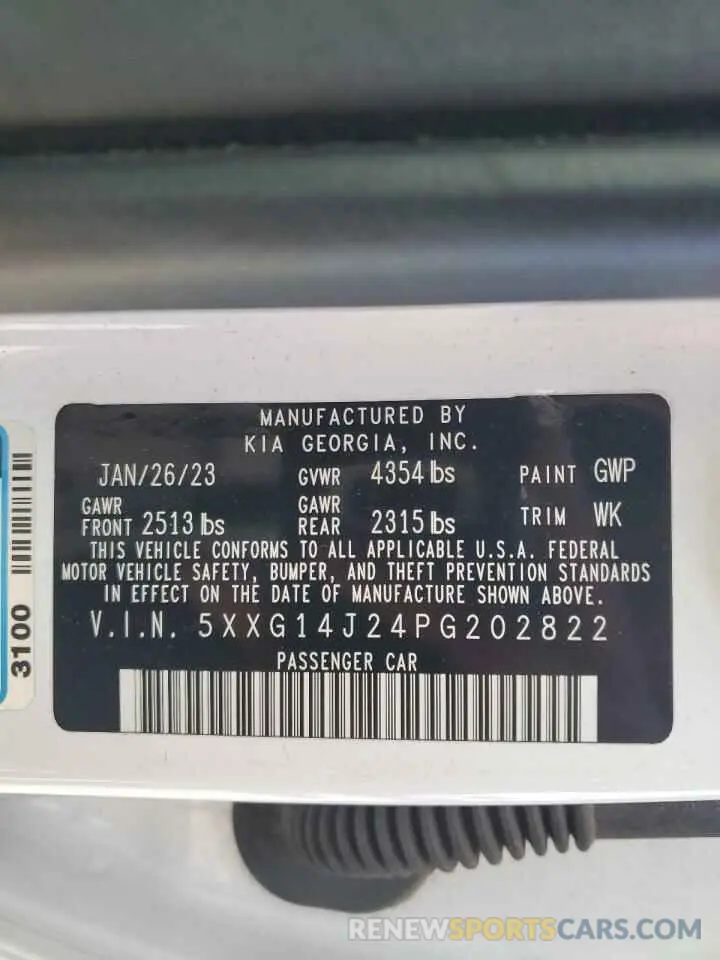 MANUFACTURED BY
KIA GEORGIA, INC.
JAN/26/23 GVWR 4354 lbs PAINT GWP
GAWR FRONT 2513 lbs GAWR REAR 2315 lbs TRIM WK
THIS VEHICLE CONFORMS TO ALL APPLICABLE U.S.A. FEDERAL
MOTOR VEHICLE SAFETY, BUMPER, AND THEFT PREVENTION STANDARDS
IN EFFECT ON THE DATE OF MANUFACTURE SHOWN ABOVE.
V.I.N. 5XXG14J24PG202822
PASSENGER CAR
3100
RENEWSPORTSCARS.COM